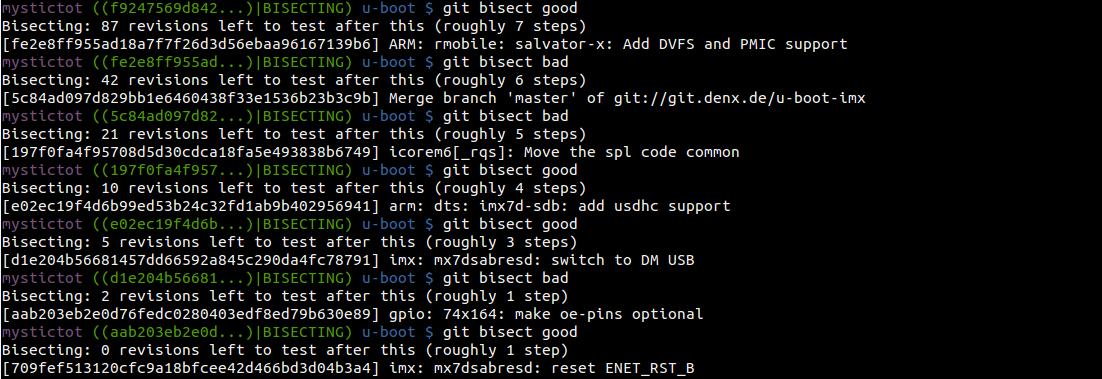 mystictot ((f9247569d842...)|BISECTING) u-boot $ git bisect good
Bisecting: 87 revisions left to test after this (roughly 7 steps)
[fe2e8ff955ad18a7f7f26d3d56ebaa96167139b6] ARM: rmobile: salvator-x: Add DVFS and PMIC support
mystictot ((fe2e8ff955ad...)|BISECTING) u-boot $ git bisect bad
Bisecting: 42 revisions left to test after this (roughly 6 steps)
[5c84ad097d829bb1e6460438f33e1536b23b3c9b] Merge branch 'master' of git://git.denx.de/u-boot-imx
mystictot ((5c84ad097d82...)|BISECTING) u-boot $ git bisect bad
Bisecting: 21 revisions left to test after this (roughly 5 steps)
[197f0fa4f95708d5d30cdca18fa5e493838b6749] icorem6[_rqs]: Move the spl code common
mystictot ((197f0fa4f957...)|BISECTING) u-boot $ git bisect good
Bisecting: 10 revisions left to test after this (roughly 4 steps)
[e02ec19f4d6b99ed53b24c32fd1ab9b402956941] arm: dts: imx7d-sdb: add usdhc support
mystictot ((e02ec19f4d6b...)|BISECTING) u-boot $ git bisect good
Bisecting: 5 revisions left to test after this (roughly 3 steps)
[d1e204b56681457dd66592a845c290da4fc78791] imx: mx7dsabresd: switch to DM USB
mystictot ((d1e204b56681...)|BISECTING) u-boot $ git bisect bad
Bisecting: 2 revisions left to test after this (roughly 1 step)
[aab203eb2e0d76fedc0280403edf8ed79b630e89] gpio: 74x164: make oe-pins optional
mystictot ((aab203eb2e0d...)|BISECTING) u-boot $ git bisect good
Bisecting: 0 revisions left to test after this (roughly 1 step)
[709fef513120cfc9a18bfcee42d466bd3d04b3a4] imx: mx7dsabresd: reset ENET_RST_B